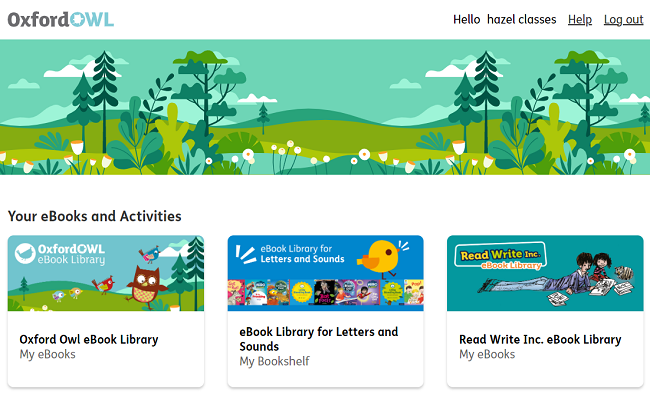 OxfordOWL
Hello hazel classes Help Log out
Your eBooks and Activities
OxfordOWL
eBook Library
eBook Library for
Letters and Sounds
Read Write Inc.
eBook Library
Oxford Owl eBook Library
My eBooks
eBook Library for Letters and
Sounds
My Bookshelf
Read Write Inc. eBook Library
My eBooks